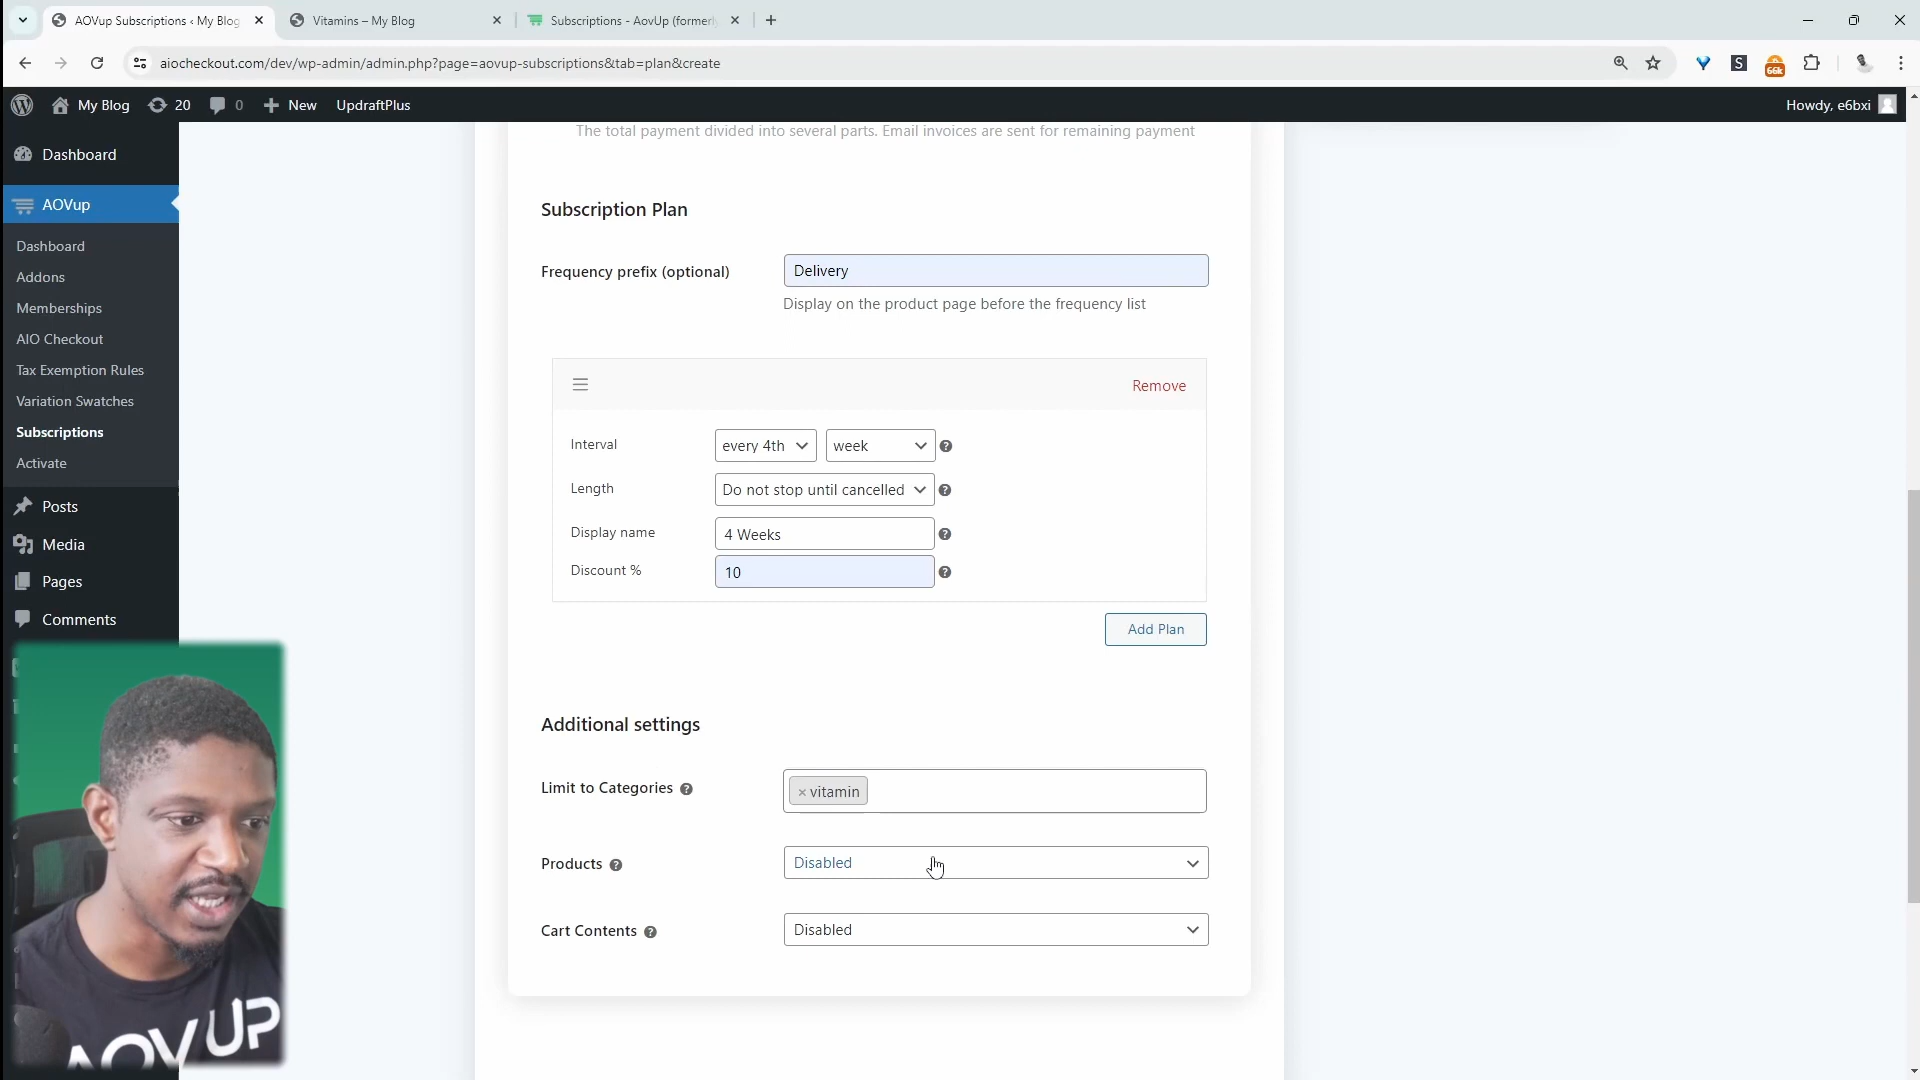 AOVup Subscriptions ‹ My Blog
Vitamins – My Blog
Subscriptions - AovUp (formerly
aiocheckout.com/dev/wp-admin/admin.php?page=aovup-subscriptions&tab=plan&create
S
66k
My Blog
20
0
New
UpdraftPlus
Howdy, e6bxi
Dashboard
AOVup
Dashboard
Addons
Memberships
AIO Checkout
Tax Exemption Rules
Variation Swatches
Subscriptions
Activate
Posts
Media
Pages
Comments
The total payment divided into several parts. Email invoices are sent for remaining payment
Subscription Plan
Frequency prefix (optional)
Delivery
Display on the product page before the frequency list
Remove
Interval
every 4th
week
Length
Do not stop until cancelled
Display name
4 Weeks
Discount %
10
Add Plan
Additional settings
Limit to Categories
× vitamin
Products
Disabled
Cart Contents
Disabled
AOVUP